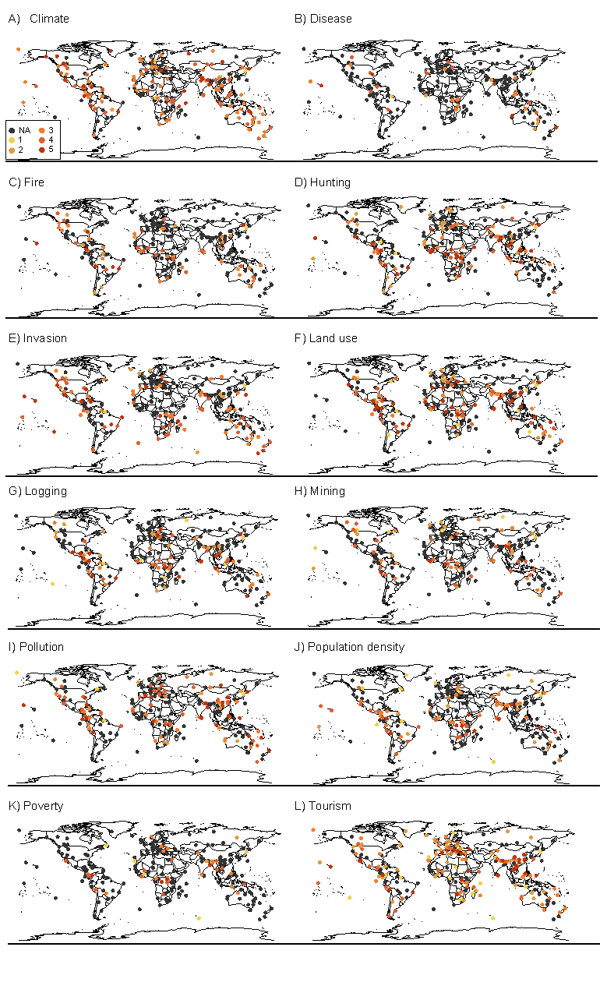 A) Climate
B) Disease
NA 3
1 4
2 5
C) Fire
D) Hunting
E) Invasion
F) Land use
G) Logging
H) Mining
I) Pollution
J) Population density
K) Poverty
L) Tourism